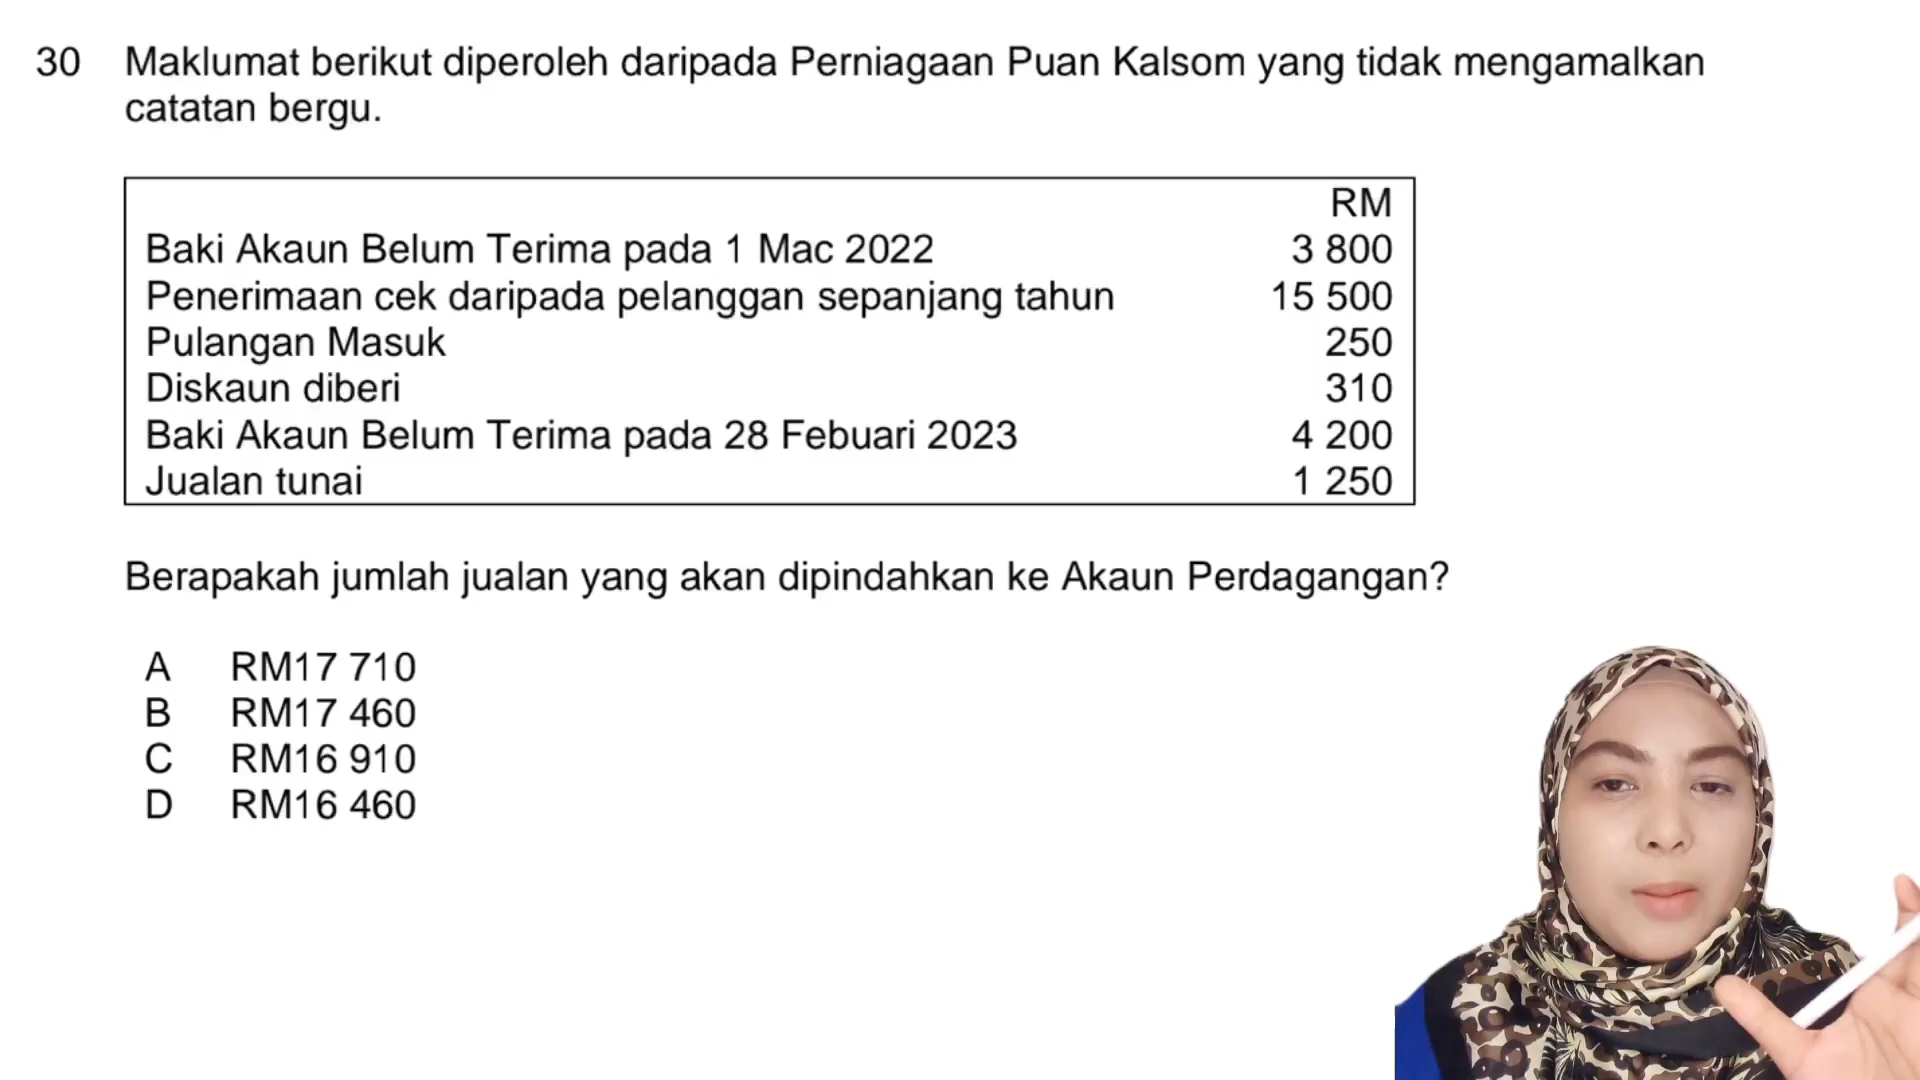 30 Maklumat berikut diperoleh daripada Perniagaan Puan Kalsom yang tidak mengamalkan
catatan bergu.
RM
Baki Akaun Belum Terima pada 1 Mac 2022 3 800
Penerimaan cek daripada pelanggan sepanjang tahun 15 500
Pulangan Masuk 250
Diskaun diberi 310
Baki Akaun Belum Terima pada 28 Febuari 2023 4 200
Jualan tunai 1 250
Berapakah jumlah jualan yang akan dipindahkan ke Akaun Perdagangan?
A RM17 710
B RM17 460
C RM16 910
D RM16 460